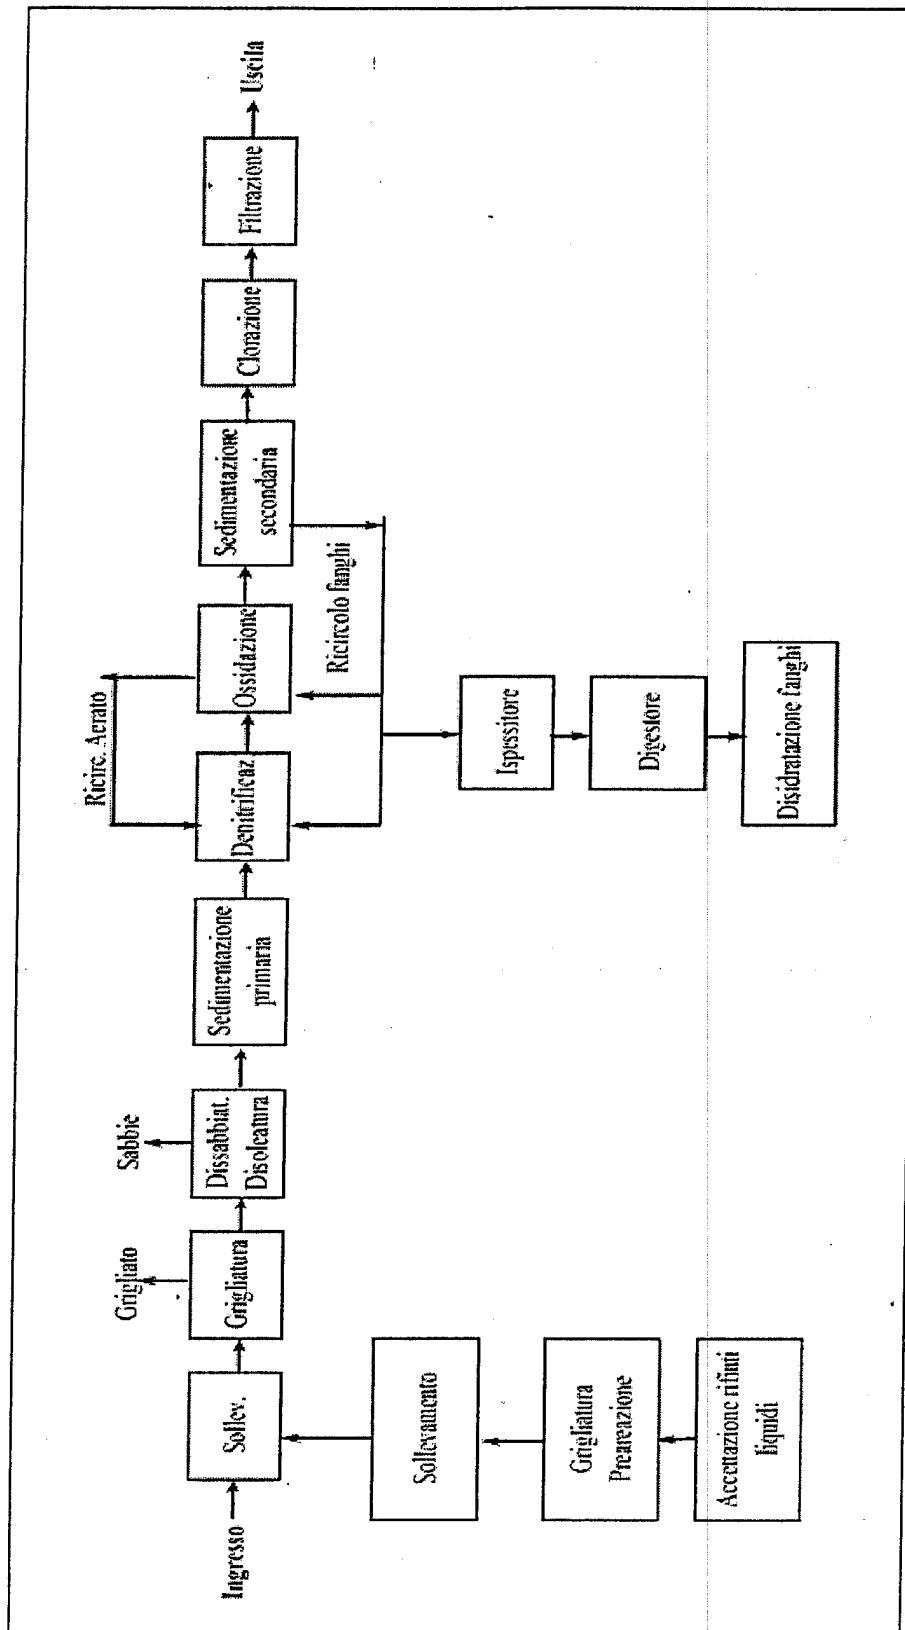 Ingresso
Sollev.
Grigliatura
Grigliato
Dissabbiat.
Disoleatura
Sabbie
Sedimentazione
primaria
Denitrificaz.
Ricirc. Aerato
Ossidazione
Sedimentazione
secondaria
Ricircolo fanghi
Clorazione
Filtrazione
Uscita
Sollevamento
Grigliatura
Preareazione
Accettazione rifiuti
liquidi
Ispessitore
Digestore
Disidratazione fanghi